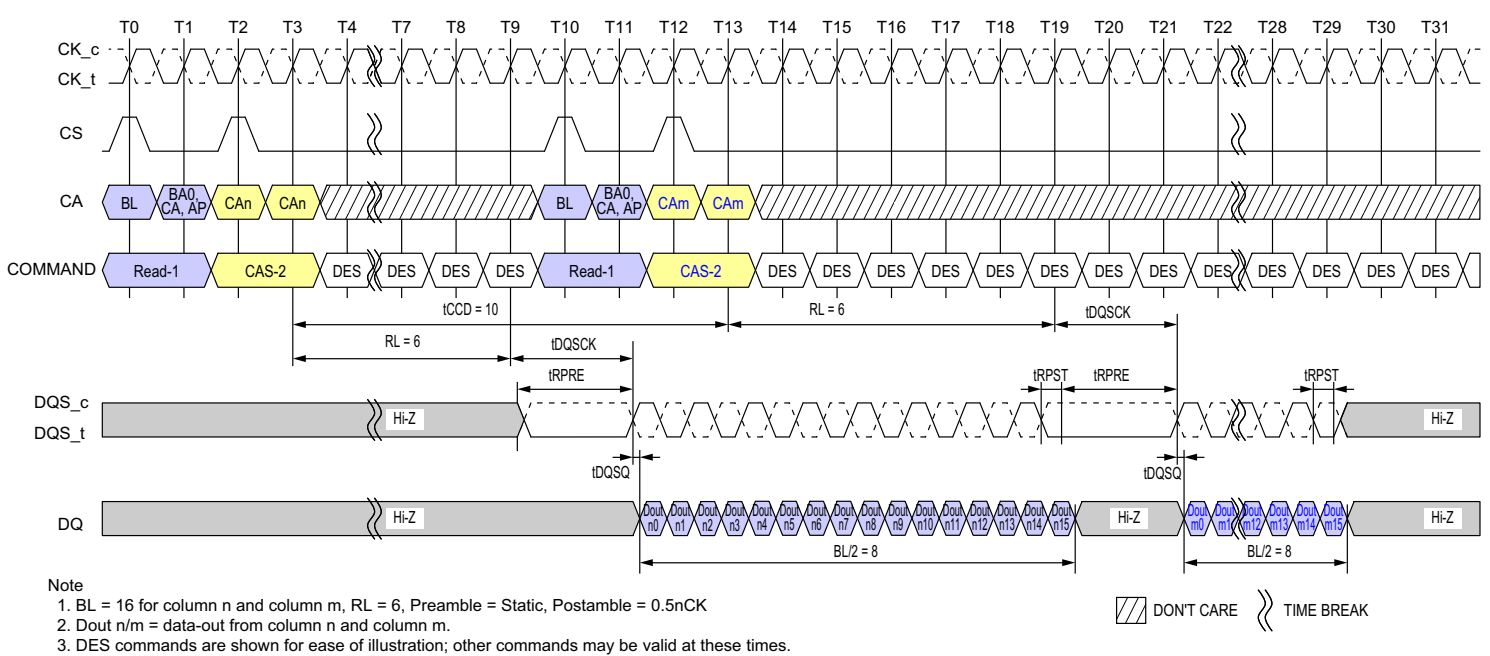 T0 T1 T2 T3 T4 T7 T8 T9 T10 T11 T12 T13 T14 T15 T16 T17 T18 T19 T20 T21 T22 T28 T29 T30 T31
CK_c
CK_t
CS
CA BL BA0, CA, AP CAn CAn BL BA0, CA, AP CAm CAm
COMMAND Read-1 CAS-2 DES DES DES DES Read-1 CAS-2 DES DES DES DES DES DES DES DES DES DES DES DES DES
tCCD = 10 RL = 6 tDQSCK
RL = 6 tDQSCK
tRPRE tRPST tRPRE tRPST
DQS_c
Hi-Z Hi-Z
DQS_t
tDQSQ tDQSQ
DQ Hi-Z Dout n0 Dout n1 Dout n2 Dout n3 Dout n4 Dout n5 Dout n6 Dout n7 Dout n8 Dout n9 Dout n10 Dout n11 Dout n12 Dout n13 Dout n14 Dout n15 Hi-Z Dout m0 Dout m1 Dout m12 Dout m13 Dout m14 Dout m15 Hi-Z
BL/2 = 8 BL/2 = 8
Note
1. BL = 16 for column n and column m, RL = 6, Preamble = Static, Postamble = 0.5nCK
2. Dout n/m = data-out from column n and column m.
3. DES commands are shown for ease of illustration; other commands may be valid at these times.
DON'T CARE TIME BREAK